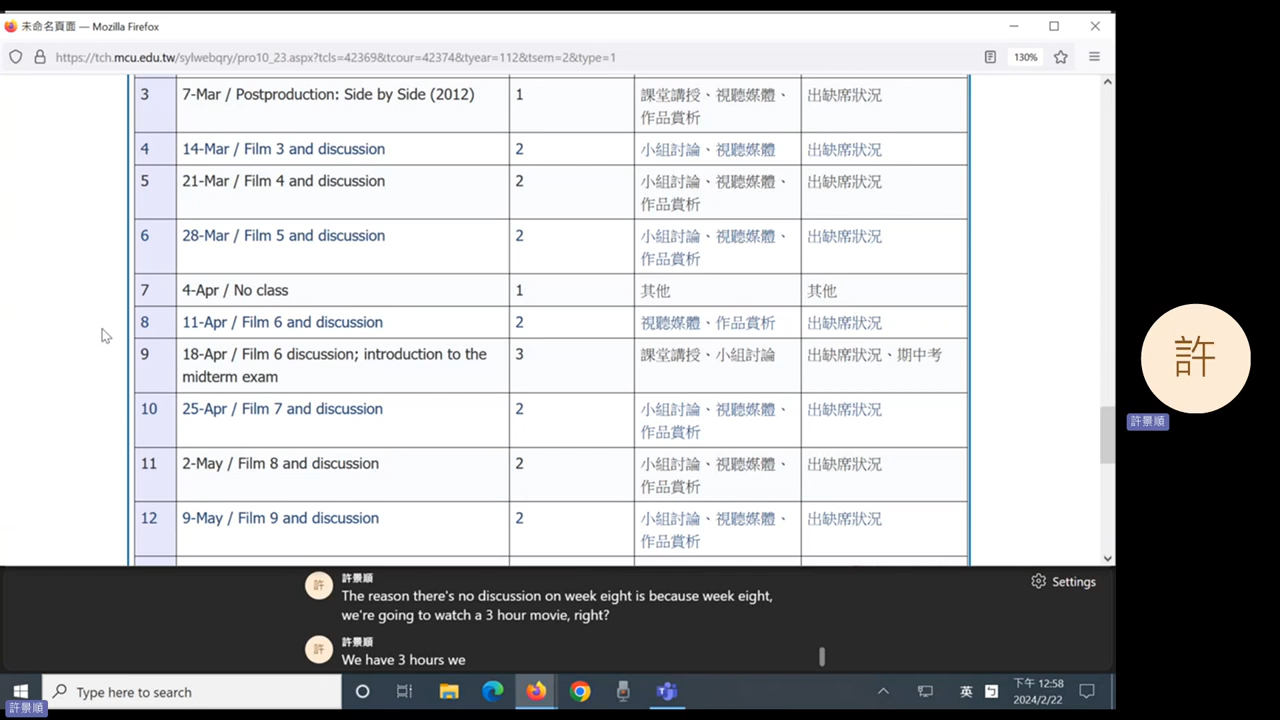 未命名頁面 — Mozilla Firefox
https://tch.mcu.edu.tw/sylwebqry/pro10_23.aspx?tcls=42369&tcour=42374&tyear=112&tsem=2&type=1
130%
3 7-Mar / Postproduction: Side by Side (2012) 1 課堂講授、視聽媒體、 出缺席狀況
作品賞析
4 14-Mar / Film 3 and discussion 2 小組討論、視聽媒體 出缺席狀況
5 21-Mar / Film 4 and discussion 2 小組討論、視聽媒體、 出缺席狀況
作品賞析
6 28-Mar / Film 5 and discussion 2 小組討論、視聽媒體、 出缺席狀況
作品賞析
7 4-Apr / No class 1 其他 其他
8 11-Apr / Film 6 and discussion 2 視聽媒體、作品賞析 出缺席狀況
9 18-Apr / Film 6 discussion; introduction to the 3 課堂講授、小組討論 出缺席狀況、期中考
midterm exam
10 25-Apr / Film 7 and discussion 2 小組討論、視聽媒體、 出缺席狀況
作品賞析
11 2-May / Film 8 and discussion 2 小組討論、視聽媒體、 出缺席狀況
作品賞析
12 9-May / Film 9 and discussion 2 小組討論、視聽媒體、 出缺席狀況
作品賞析
許
許景順
許 許景順
The reason there's no discussion on week eight is because week eight,
we're going to watch a 3 hour movie, right?
Settings
許 許景順
We have 3 hours we
Type here to search
英
下午 12:58
2024/2/22
許景順